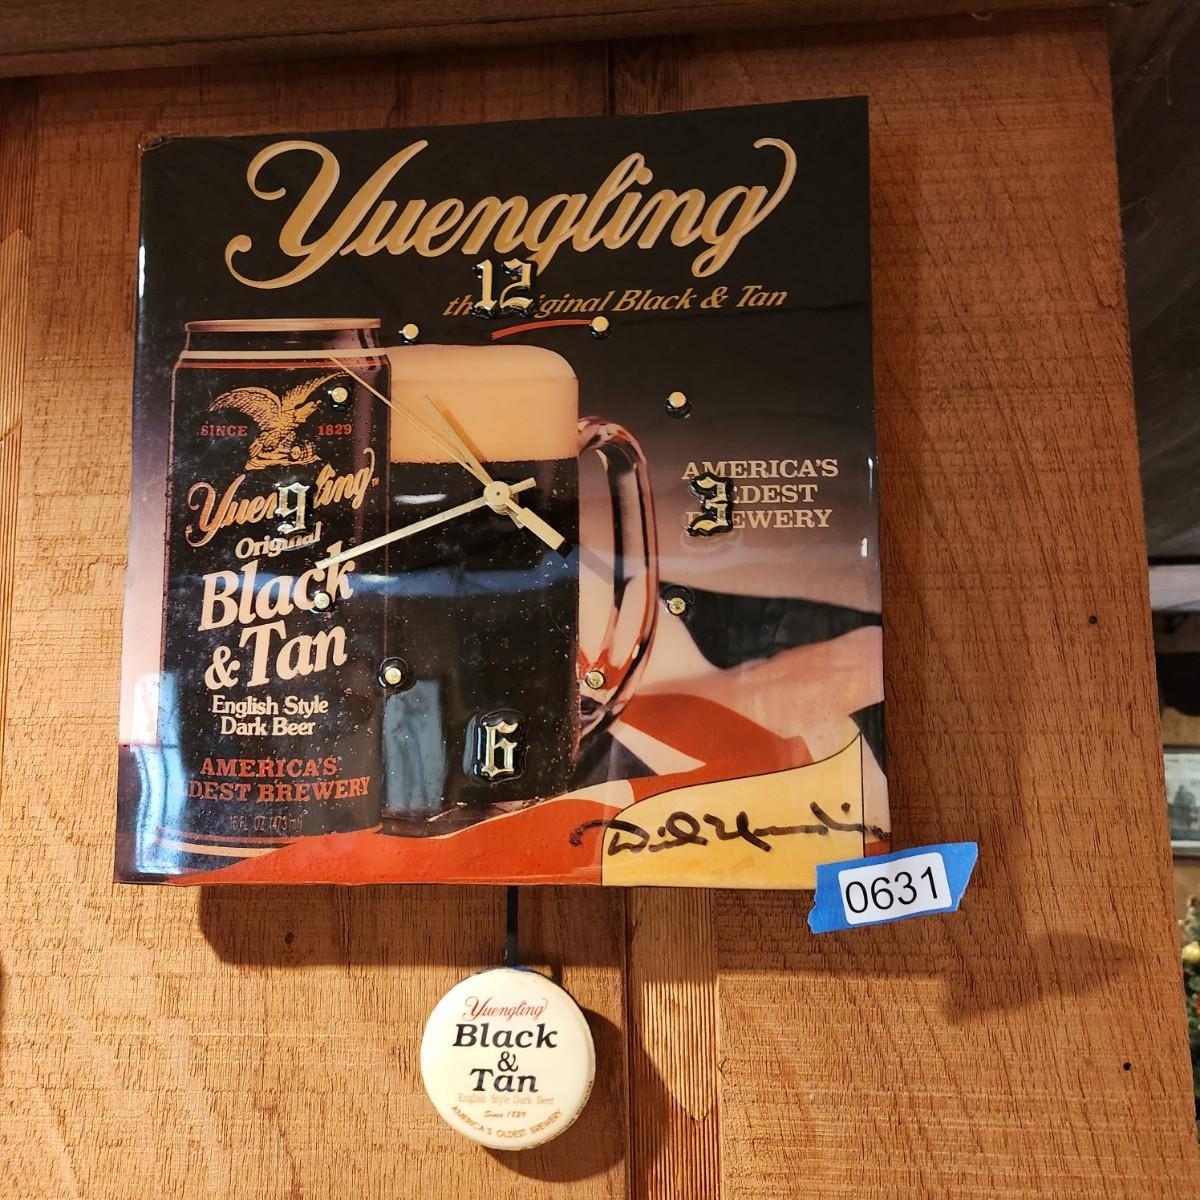 Yuengling
12
the Original Black & Tan
SINCE 1829
AMERICA'S
OLDEST
BREWERY
3
Yuengling
9
Original
Black
& Tan
English Style
Dark Beer
6
AMERICA'S
DEST BREWERY
16 FL OZ (473 ml)
0631
Yuengling
Black
&
Tan
English Style Dark Beer
Since 1829
AMERICA'S OLDEST BREWERY